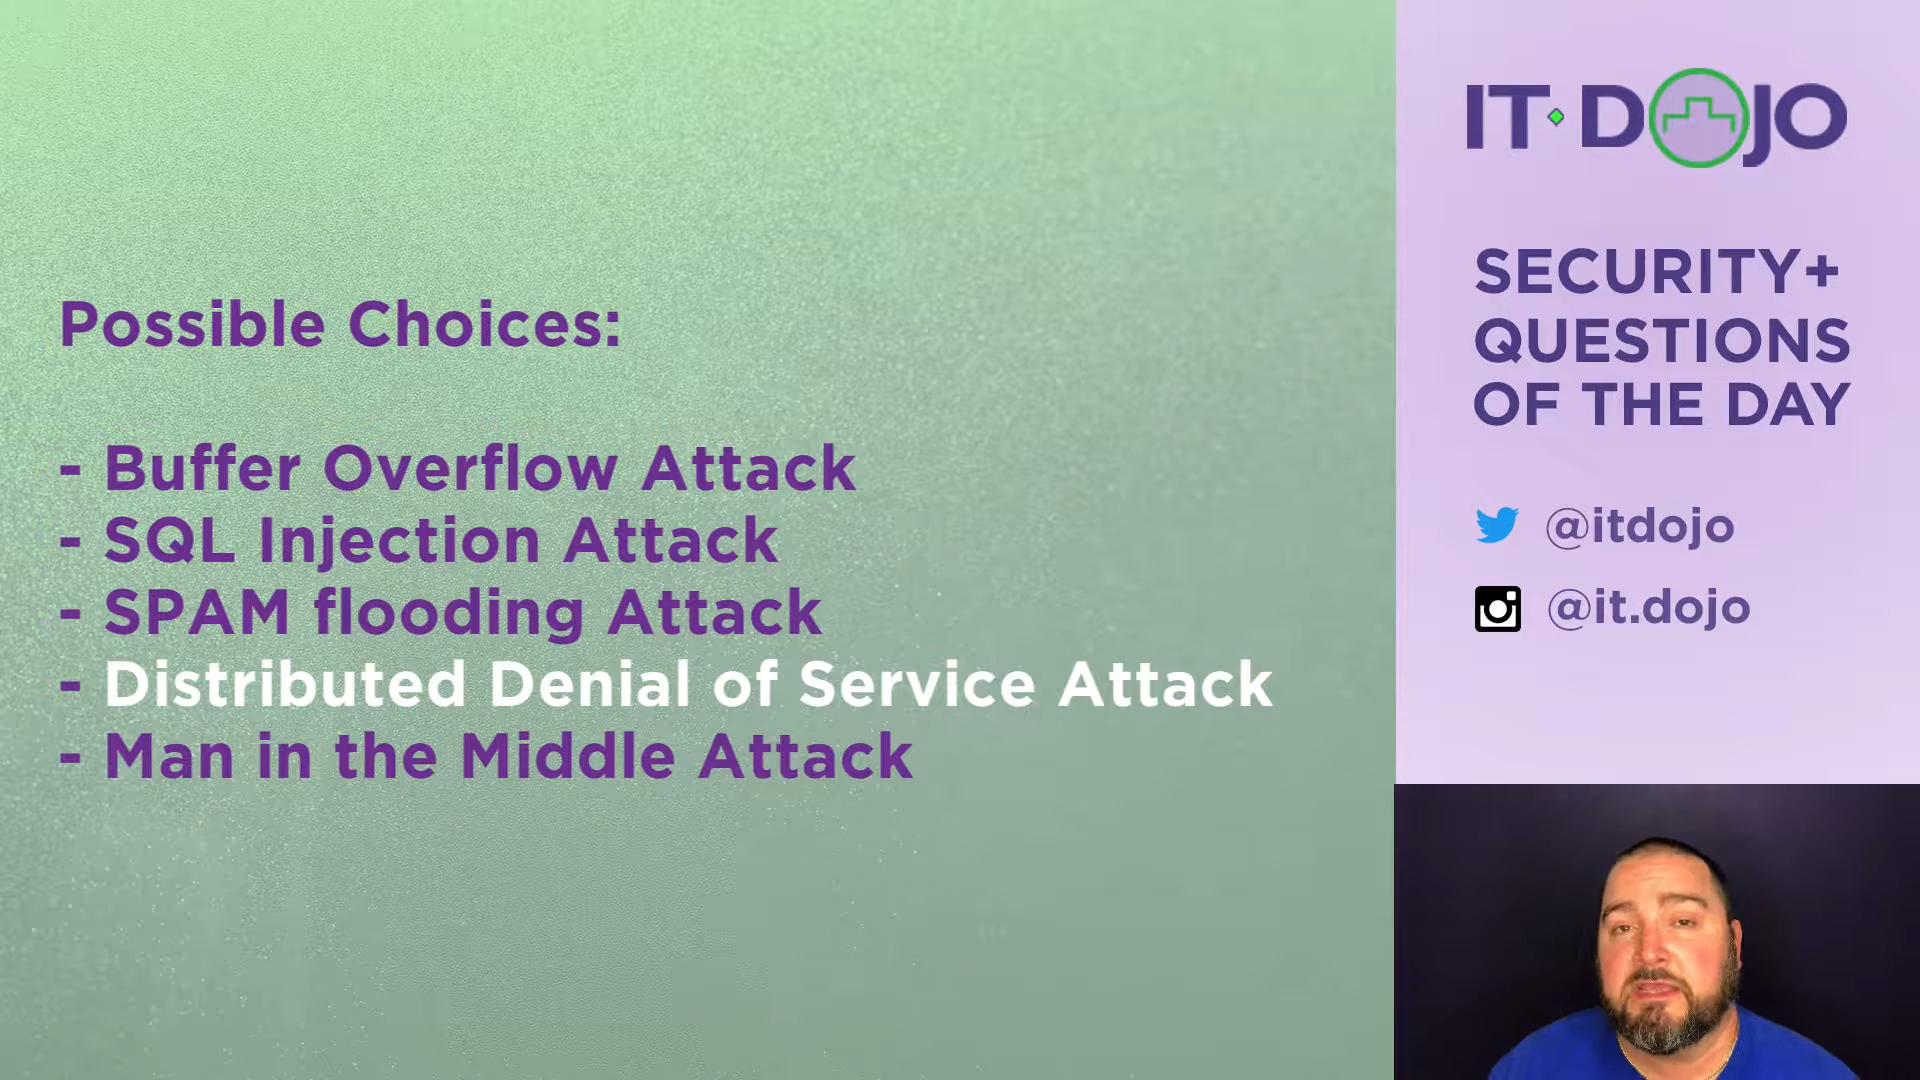 Possible Choices:
- Buffer Overflow Attack
- SQL Injection Attack
- SPAM flooding Attack
- Distributed Denial of Service Attack
- Man in the Middle Attack
IT DOJO
SECURITY+
QUESTIONS
OF THE DAY
@itdojo
@it.dojo